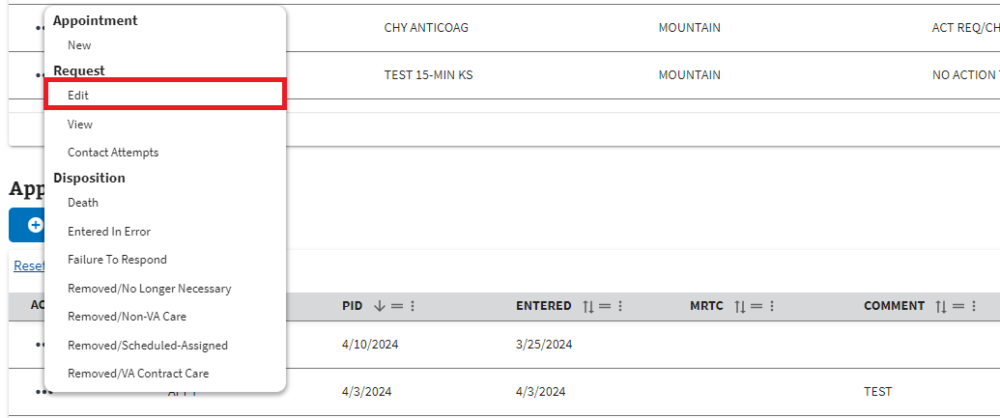 Appointment
New
Request
Edit
View
Contact Attempts
Disposition
Death
Entered In Error
Failure To Respond
Removed/No Longer Necessary
Removed/Non-VA Care
Removed/Scheduled-Assigned
Removed/VA Contract Care
CHY ANTICOAG MOUNTAIN ACT REQ/CH
TEST 15-MIN KS MOUNTAIN NO ACTION
App
Reset
AC PID ENTERED MRTC COMMENT
4/10/2024 3/25/2024
4/3/2024 4/3/2024 TEST